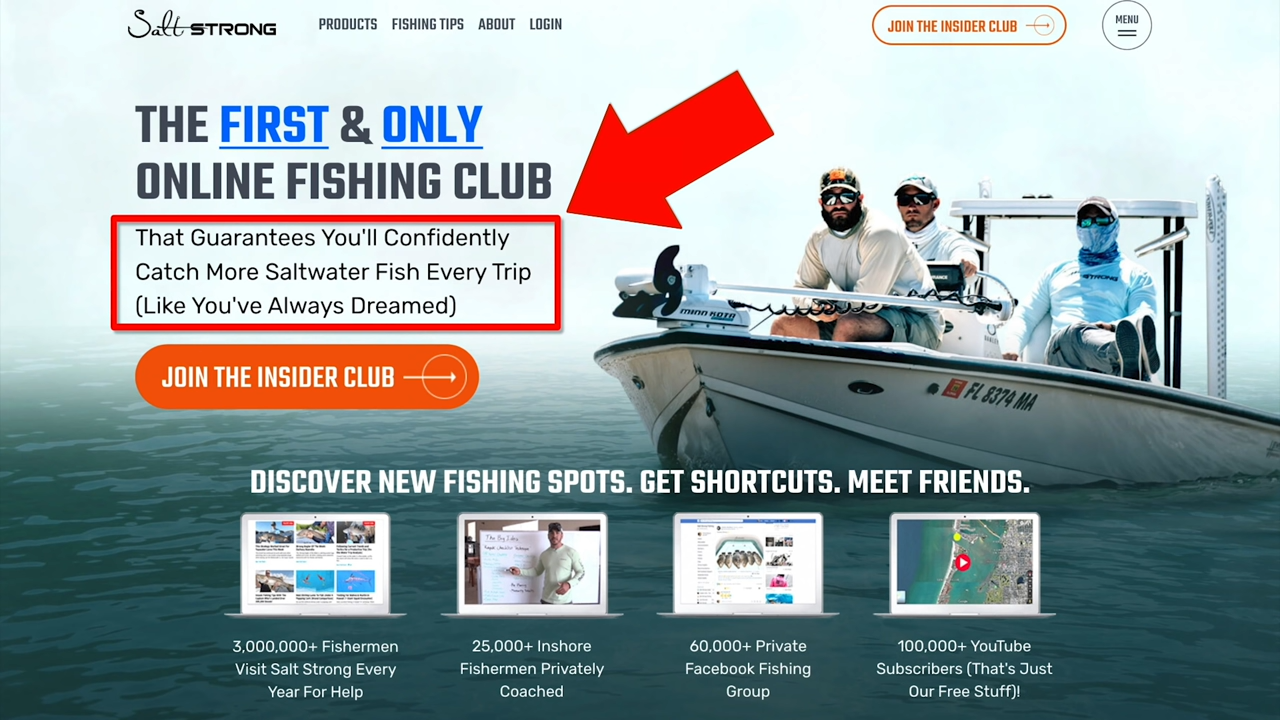 Salt STRONG
PRODUCTS FISHING TIPS ABOUT LOGIN
JOIN THE INSIDER CLUB
MENU
THE FIRST & ONLY
ONLINE FISHING CLUB
That Guarantees You'll Confidently
Catch More Saltwater Fish Every Trip
(Like You've Always Dreamed)
JOIN THE INSIDER CLUB
MINN KOTA
STRONG
FL 8374 MA
DISCOVER NEW FISHING SPOTS. GET SHORTCUTS. MEET FRIENDS.
The Big Idea
3,000,000+ Fishermen
Visit Salt Strong Every
Year For Help
25,000+ Inshore
Fishermen Privately
Coached
60,000+ Private
Facebook Fishing
Group
100,000+ YouTube
Subscribers (That's Just
Our Free Stuff)!